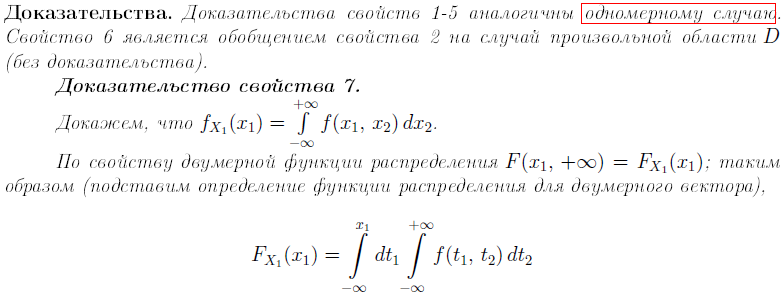 Доказательства. Доказательства свойств 1-5 аналогичны одномерному случаю.
Свойство 6 является обобщением свойства 2 на случай произвольной области D
(без доказательства).
Доказательство свойства 7.
Докажем, что f_{X_1}(x_1) = \int\limits_{-\infty}^{+\infty} f(x_1, x_2) dx_2.
По свойству двумерной функции распределения F(x_1, +∞) = F_{X_1}(x_1); таким
образом (подставим определение функции распределения для двумерного вектора),
F_{X_1}(x_1) = \int\limits_{-\infty}^{x_1} dt_1 \int\limits_{-\infty}^{+\infty} f(t_1, t_2) dt_2